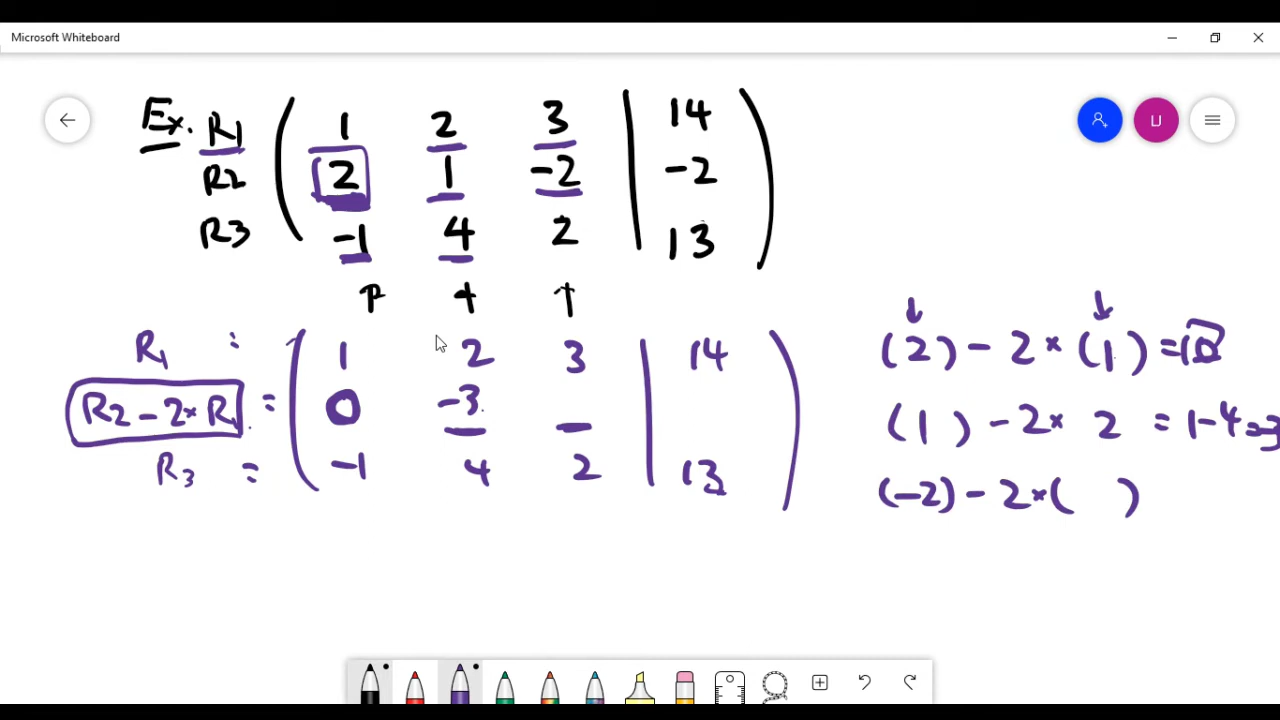 Microsoft Whiteboard
Ex. R1 ( 1 2 3 | 14 )
R2 2 1 -2 | -2
R3 -1 4 2 | 13
↑ ↑ ↑
R1 : ( 1 2 3 | 14 )
R2 - 2 × R1 = 0 -3 _ |
R3 = -1 4 2 | 13
↓ ↓
(2) - 2 × (1) = 0
(1) - 2 × 2 = 1-4=-3
(-2) - 2 × ( )
IJ